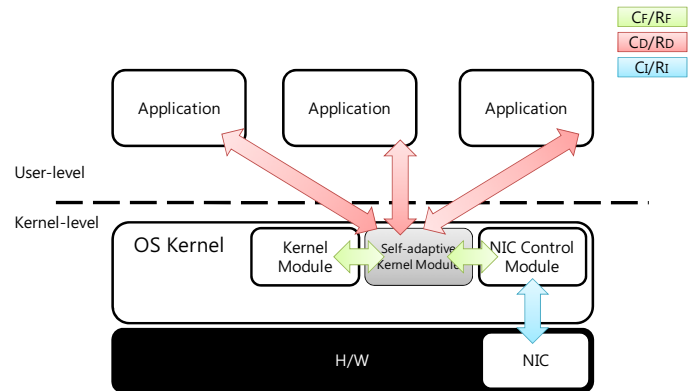 CF/RF
CD/RD
CI/RI
Application
Application
Application
User-level
Kernel-level
OS Kernel
Kernel
Module
Self-adaptive
Kernel Module
NIC Control
Module
H/W
NIC